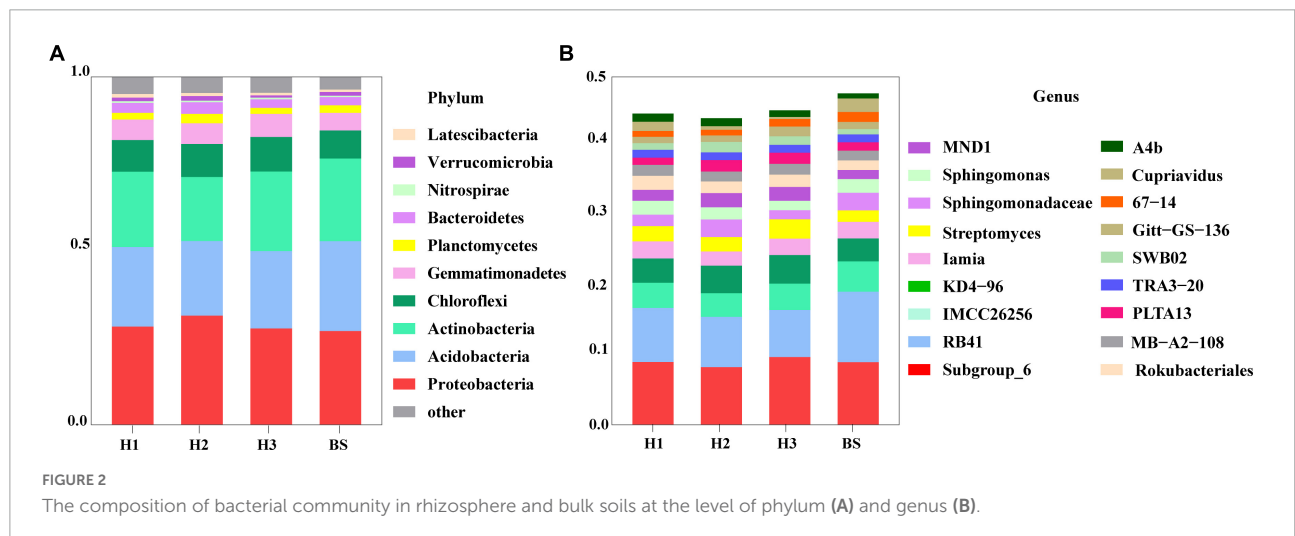 A
1.0
0.5
0.0
H1 H2 H3 BS
Phylum
Latescibacteria
Verrucomicrobia
Nitrospirae
Bacteroidetes
Planctomycetes
Gemmatimonadetes
Chloroflexi
Actinobacteria
Acidobacteria
Proteobacteria
other
B
0.5
0.4
0.3
0.2
0.1
0.0
H1 H2 H3 BS
Genus
MND1
Sphingomonas
Sphingomonadaceae
Streptomyces
Iamia
KD4−96
IMCC26256
RB41
Subgroup_6
A4b
Cupriavidus
67−14
Gitt−GS−136
SWB02
TRA3−20
PLTA13
MB−A2−108
Rokubacteriales
FIGURE 2
The composition of bacterial community in rhizosphere and bulk soils at the level of phylum (A) and genus (B).